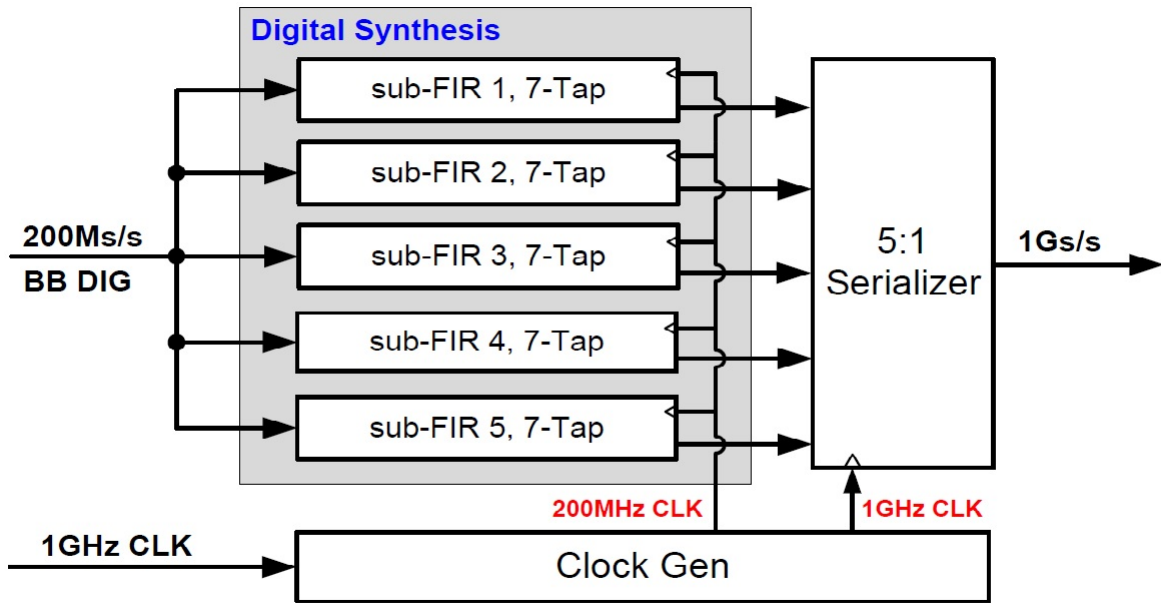 Digital Synthesis
sub-FIR 1, 7-Tap
sub-FIR 2, 7-Tap
sub-FIR 3, 7-Tap
sub-FIR 4, 7-Tap
sub-FIR 5, 7-Tap
200Ms/s
BB DIG
5:1
Serializer
1Gs/s
200MHz CLK
1GHz CLK
1GHz CLK
Clock Gen